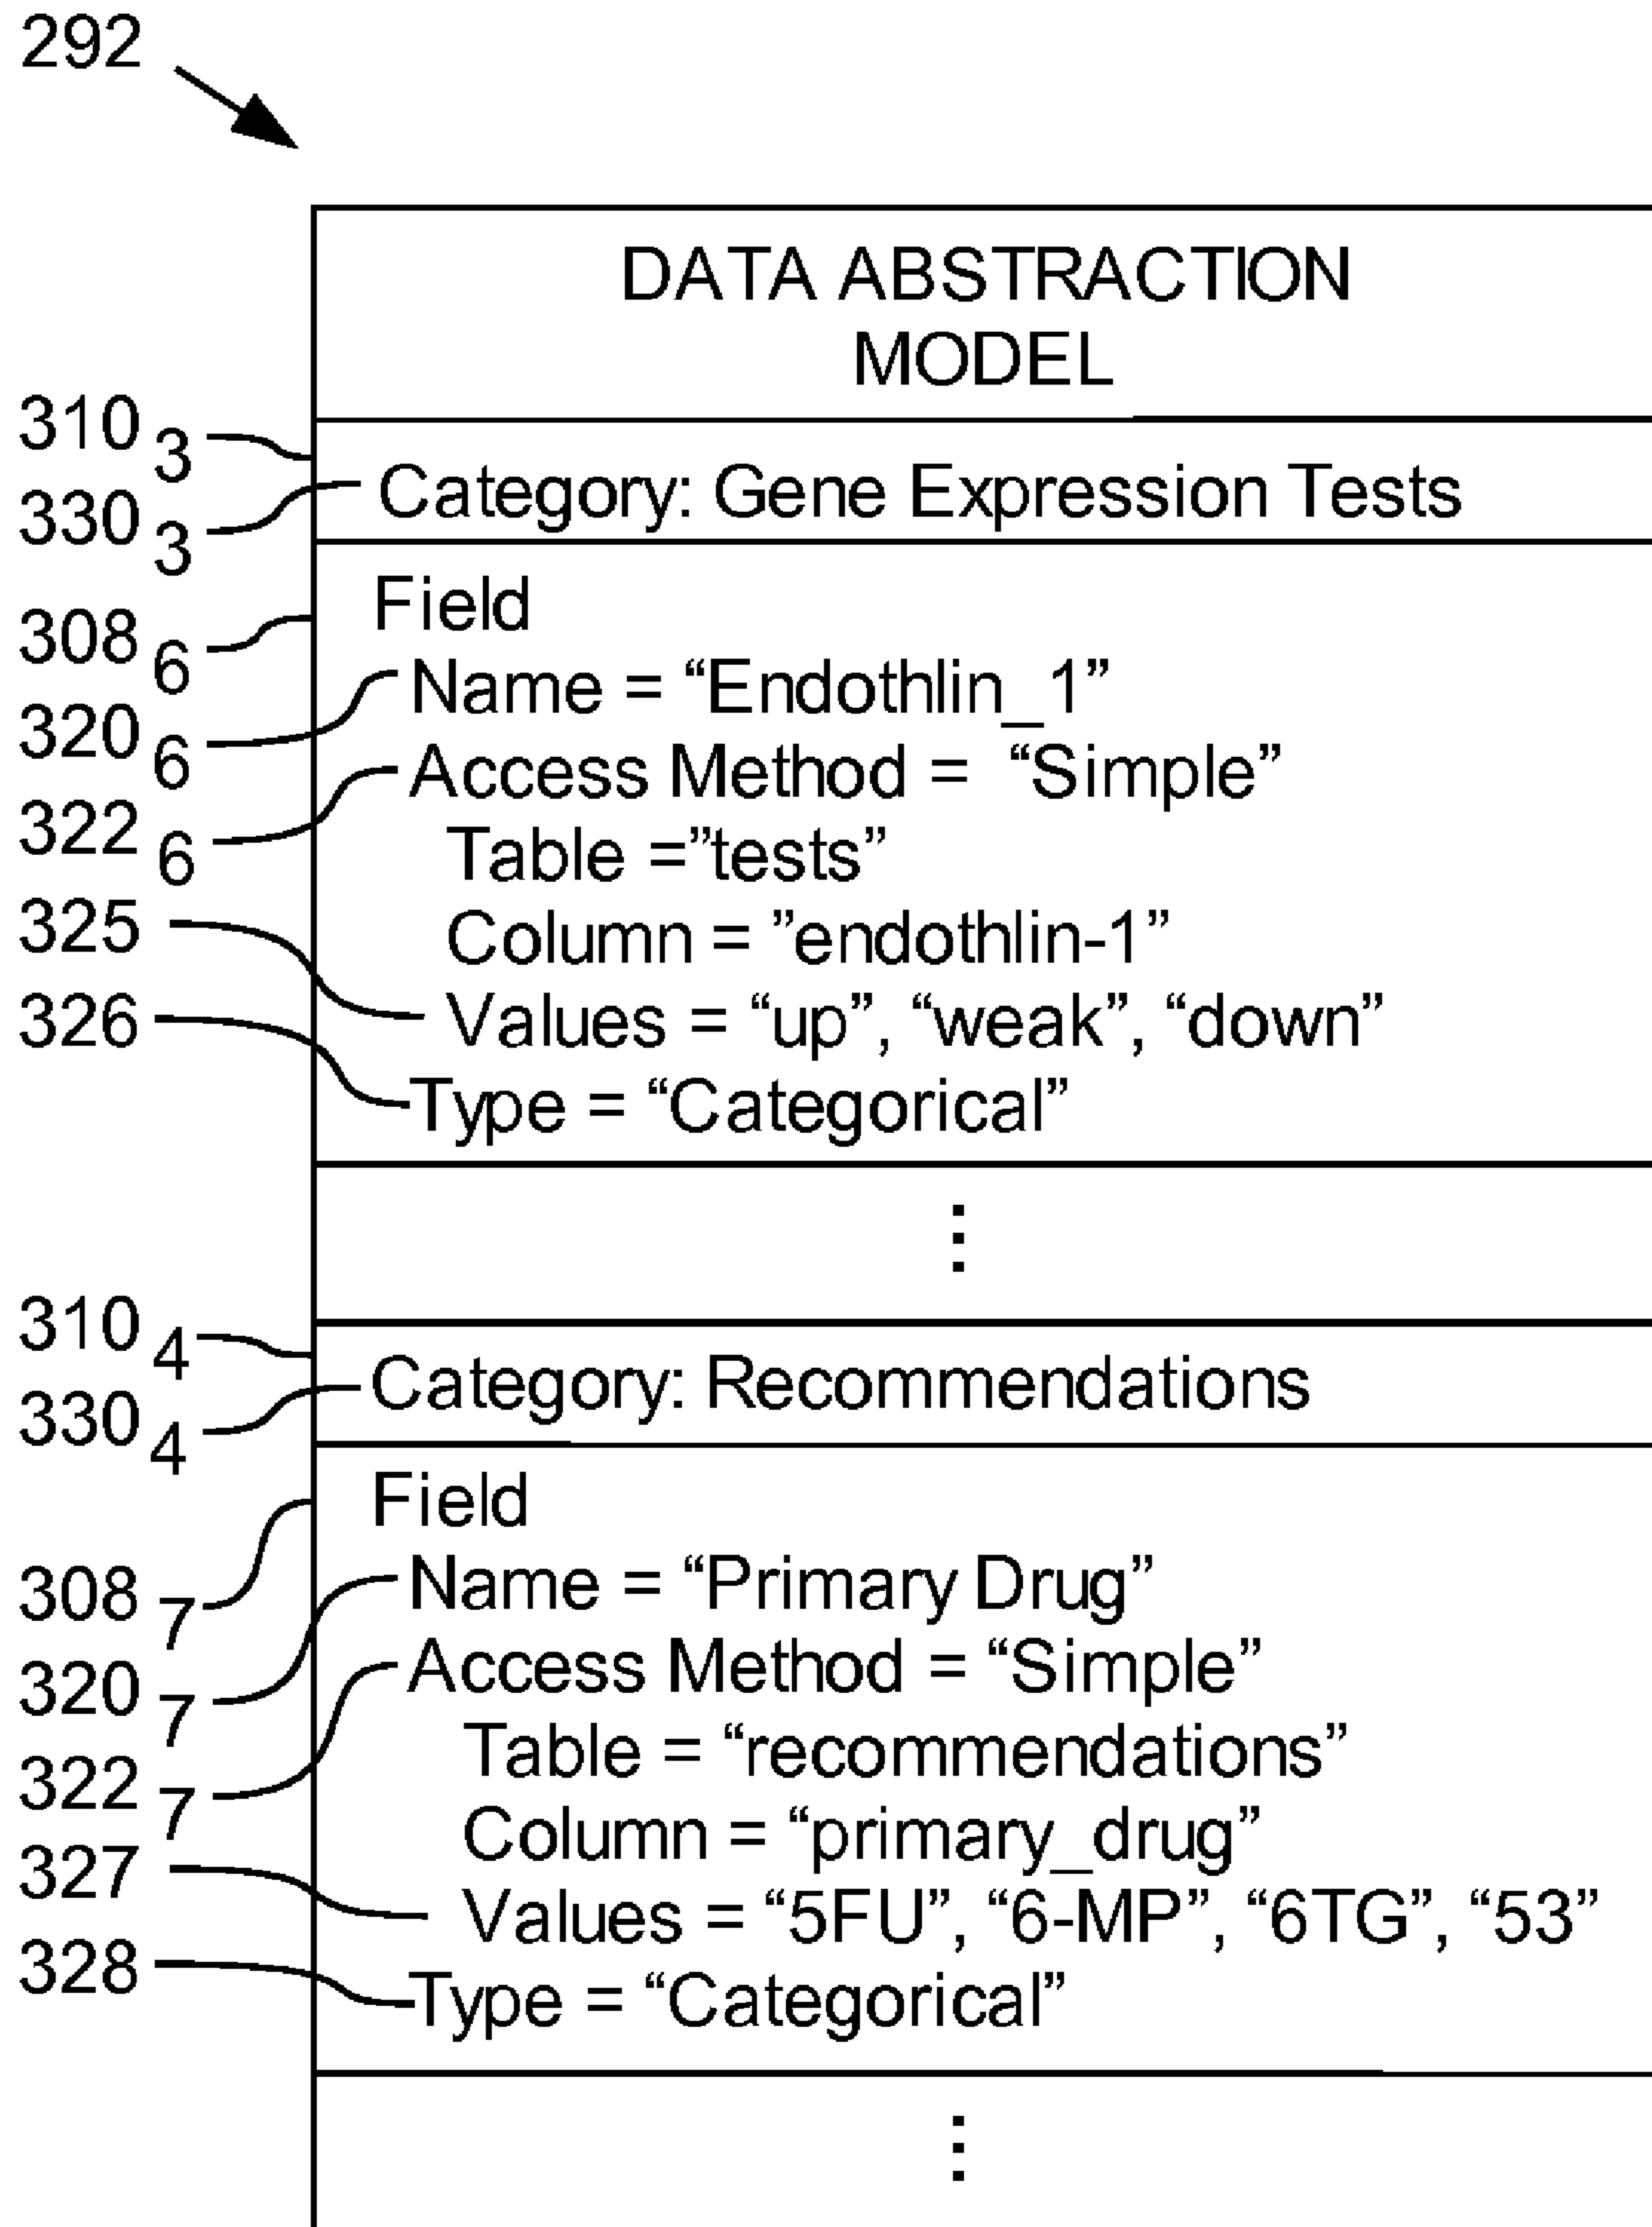 292
DATA ABSTRACTION
MODEL
310 3
330 3
Category: Gene Expression Tests
308 6
Field
320 6
Name = “Endothlin_1”
322 6
Access Method = “Simple”
Table =”tests”
Column = ”endothlin-1”
325
Values = “up”, “weak”, “down”
326
Type = “Categorical”
310 4
330 4
Category: Recommendations
308 7
Field
320 7
Name = “Primary Drug”
322 7
Access Method = “Simple”
Table = “recommendations”
Column = “primary_drug”
327
Values = “5FU”, “6-MP”, “6TG”, “53”
328
Type = “Categorical”